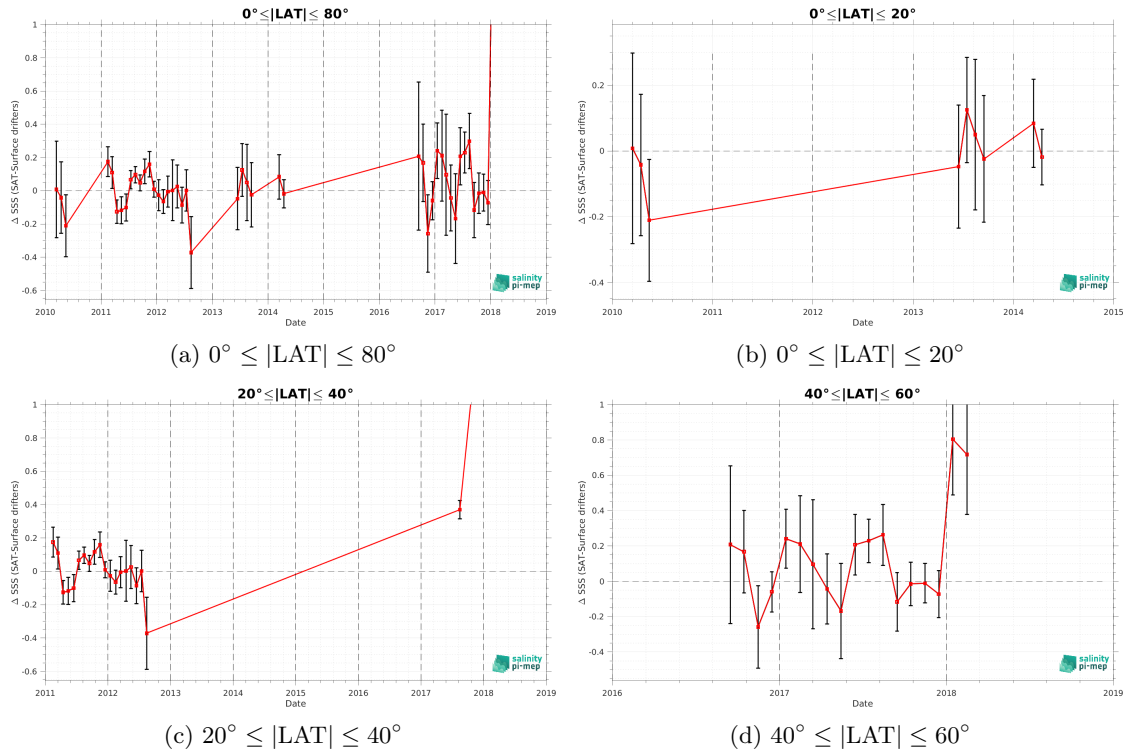 0°≤|LAT|≤ 80°
Δ SSS (SAT-Surface drifters)
1
0.8
0.6
0.4
0.2
0
-0.2
-0.4
-0.6
2010 2011 2012 2013 2014 2015 2016 2017 2018 2019
Date
salinity
pi-mep
(a) 0° ≤ |LAT| ≤ 80°
0°≤|LAT|≤ 20°
Δ SSS (SAT-Surface drifters)
0.2
0
-0.2
-0.4
2010 2011 2012 2013 2014 2015
Date
salinity
pi-mep
(b) 0° ≤ |LAT| ≤ 20°
20°≤|LAT|≤ 40°
Δ SSS (SAT-Surface drifters)
1
0.8
0.6
0.4
0.2
0
-0.2
-0.4
-0.6
2011 2012 2013 2014 2015 2016 2017 2018 2019
Date
salinity
pi-mep
(c) 20° ≤ |LAT| ≤ 40°
40°≤|LAT|≤ 60°
Δ SSS (SAT-Surface drifters)
1
0.8
0.6
0.4
0.2
0
-0.2
-0.4
2016 2017 2018 2019
Date
salinity
pi-mep
(d) 40° ≤ |LAT| ≤ 60°